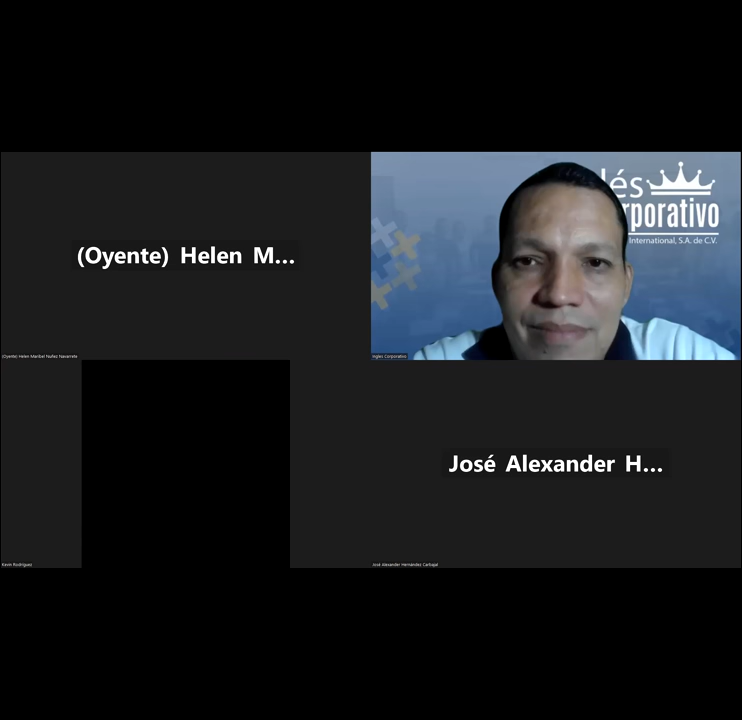 (Oyente) Helen M...
(Oyente) Helen Maribel Nuñez Navarrete
lés
rporativo
International, S.A. de C.V.
Ingles Corporativo
José Alexander H...
Kevin Rodriguez
José Alexander Hernández Carbajal